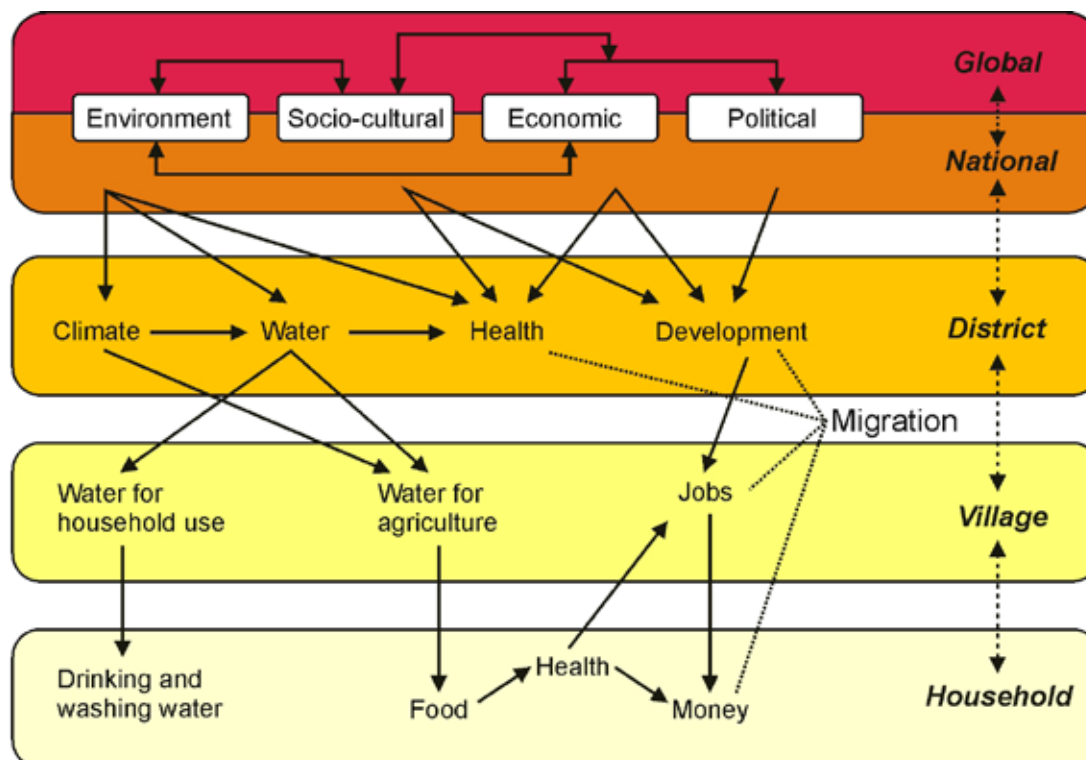 Global
Environment
Socio-cultural
Economic
Political
National
Climate
Water
Health
Development
District
Migration
Water for
household use
Water for
agriculture
Jobs
Village
Drinking and
washing water
Food
Health
Money
Household